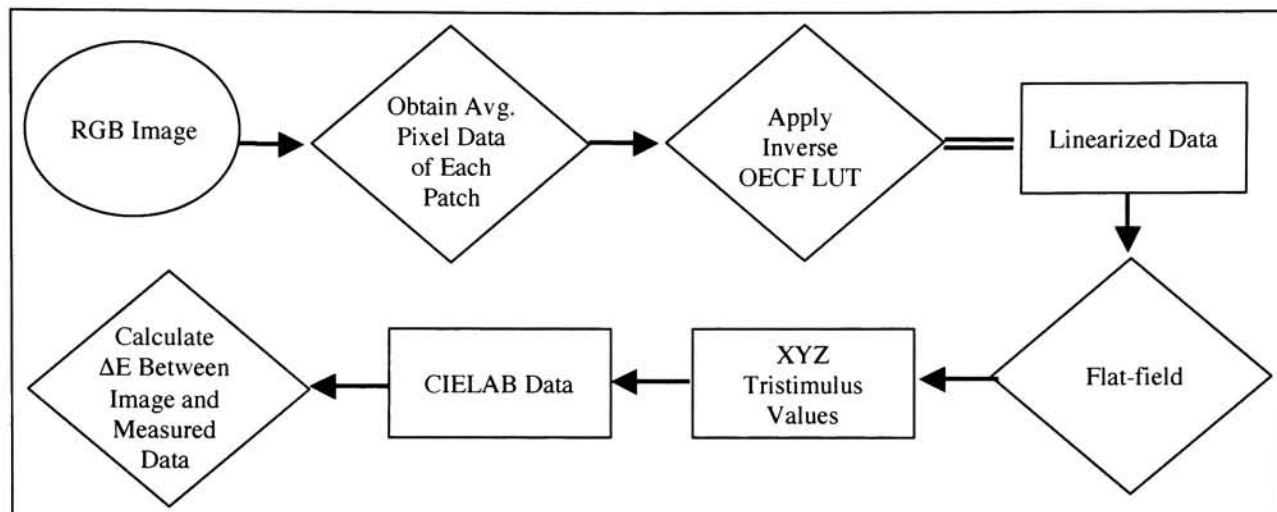 RGB Image
Obtain Avg.
Pixel Data
of Each
Patch
Apply
Inverse
OECF LUT
Linearized Data
Flat-field
XYZ
Tristimulus
Values
CIELAB Data
Calculate
ΔE Between
Image and
Measured
Data